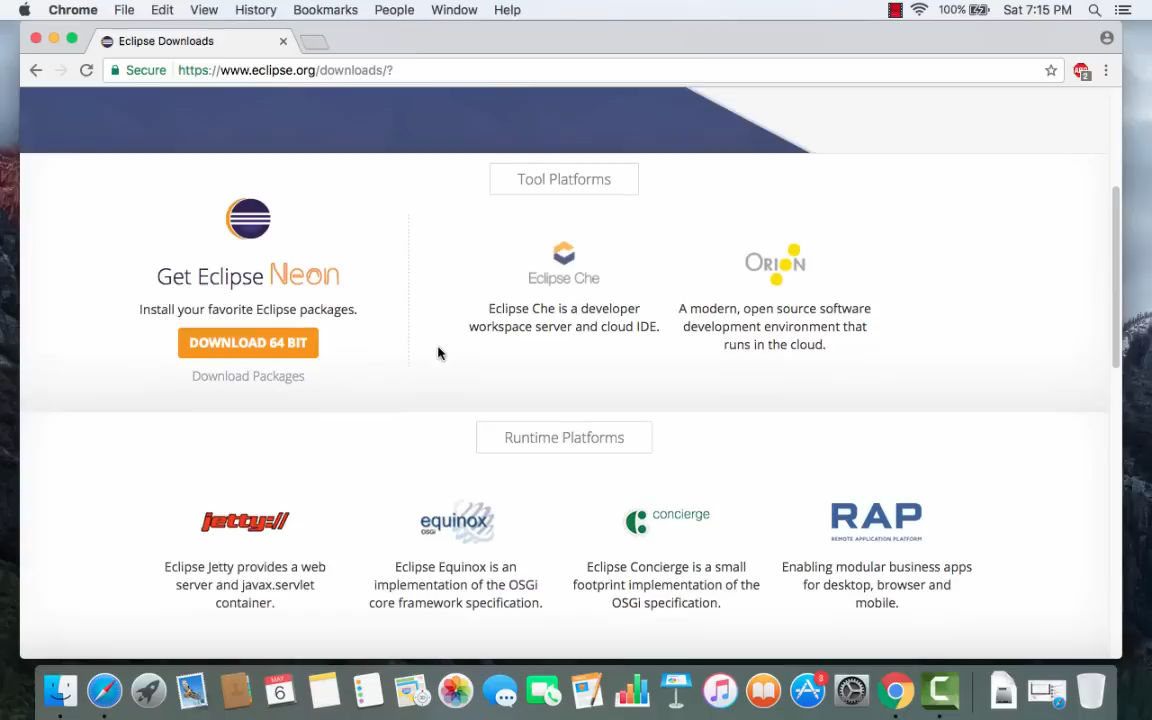 Chrome File Edit View History Bookmarks People Window Help 100% Sat 7:15 PM
Eclipse Downloads
Secure https://www.eclipse.org/downloads/?
2
Tool Platforms
Get Eclipse Neon
Install your favorite Eclipse packages.
DOWNLOAD 64 BIT
Download Packages
Eclipse Che
Eclipse Che is a developer
workspace server and cloud IDE.
ORION
A modern, open source software
development environment that
runs in the cloud.
Runtime Platforms
jetty://
Eclipse Jetty provides a web
server and javax.servlet
container.
equinox
OSGi
Eclipse Equinox is an
implementation of the OSGi
core framework specification.
concierge
Eclipse Concierge is a small
footprint implementation of the
OSGi specification.
RAP
REMOTE APPLICATION PLATFORM
Enabling modular business apps
for desktop, browser and
mobile.
MAY
6
8